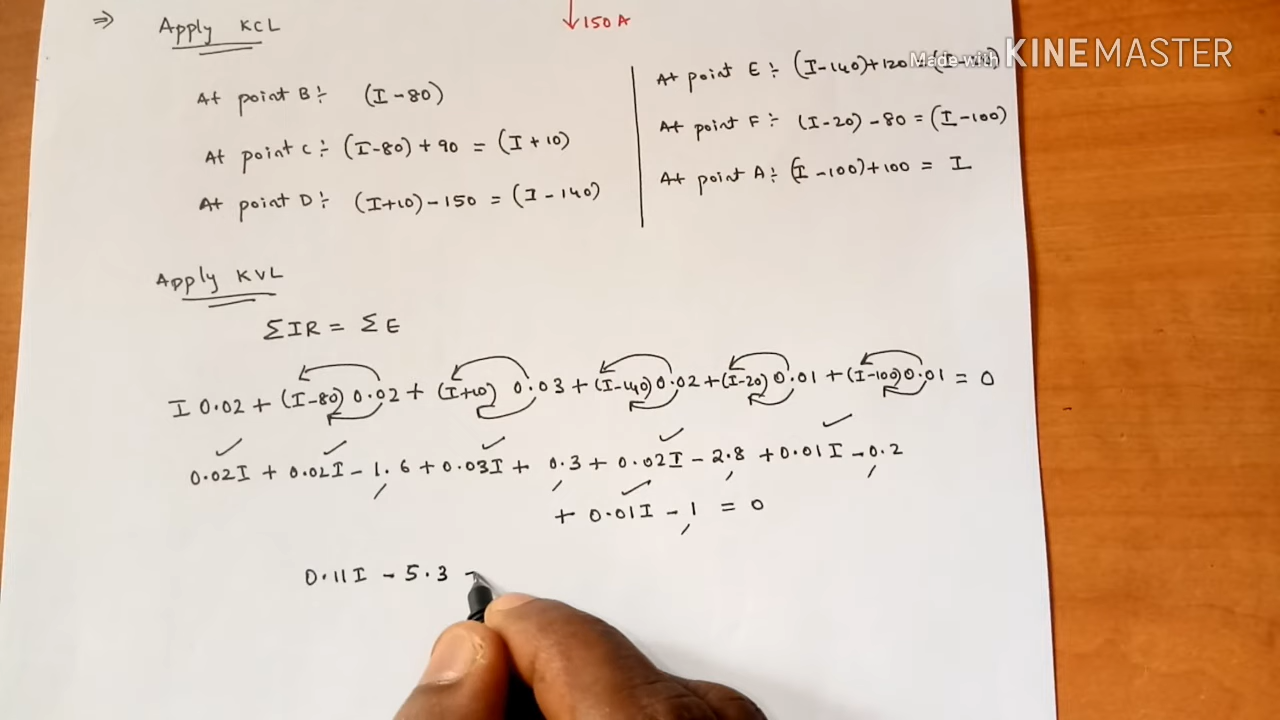 ⇒ Apply KCL
↓150 A
At point B:- (I-80)
At point C:- (I-80)+90 = (I+10)
At point D:- (I+10)-150 = (I-140)
At point E:- (I-140)+120 = (I-20)
At point F:- (I-20)-80 = (I-100)
At point A:- (I-100)+100 = I
Made with KINEMASTER
Apply KVL
ΣIR = ΣE
I 0.02 + (I-80) 0.02 + (I+10) 0.03 + (I-140) 0.02 + (I-20) 0.01 + (I-100) 0.01 = 0
0.02I + 0.02I - 1.6 + 0.03I + 0.3 + 0.02I - 2.8 + 0.01I - 0.2
+ 0.01I - 1 = 0
0.11I - 5.3 -